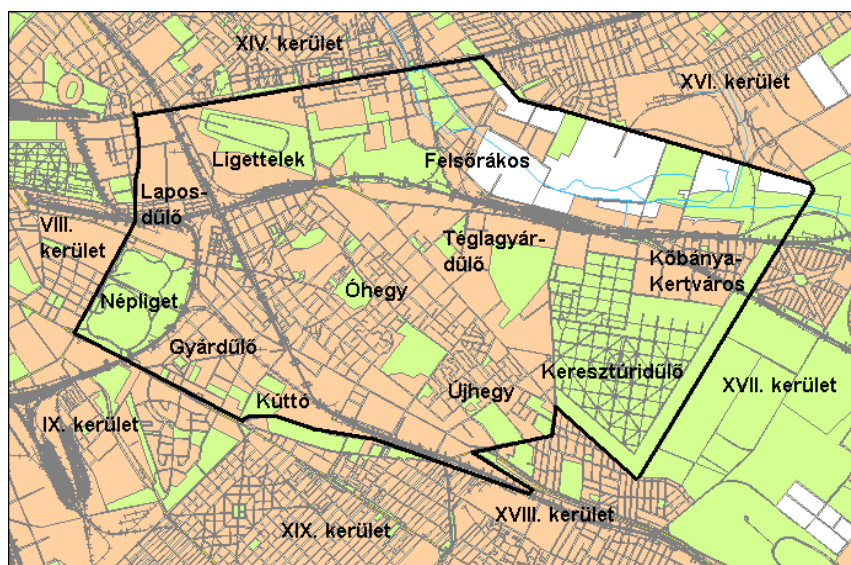 XIV. kerület
XVI. kerület
Ligettelek
Felsőrákos
Lapos-
dűlő
VIII.
kerület
Téglagyár-
dűlő
Kőbánya-
Kertváros
Népliget
Óhegy
Gyárdűlő
Keresztúridűlő
XVII. kerület
Kúttó
Újhegy
IX. kerület
XIX. kerület
XVIII. kerület